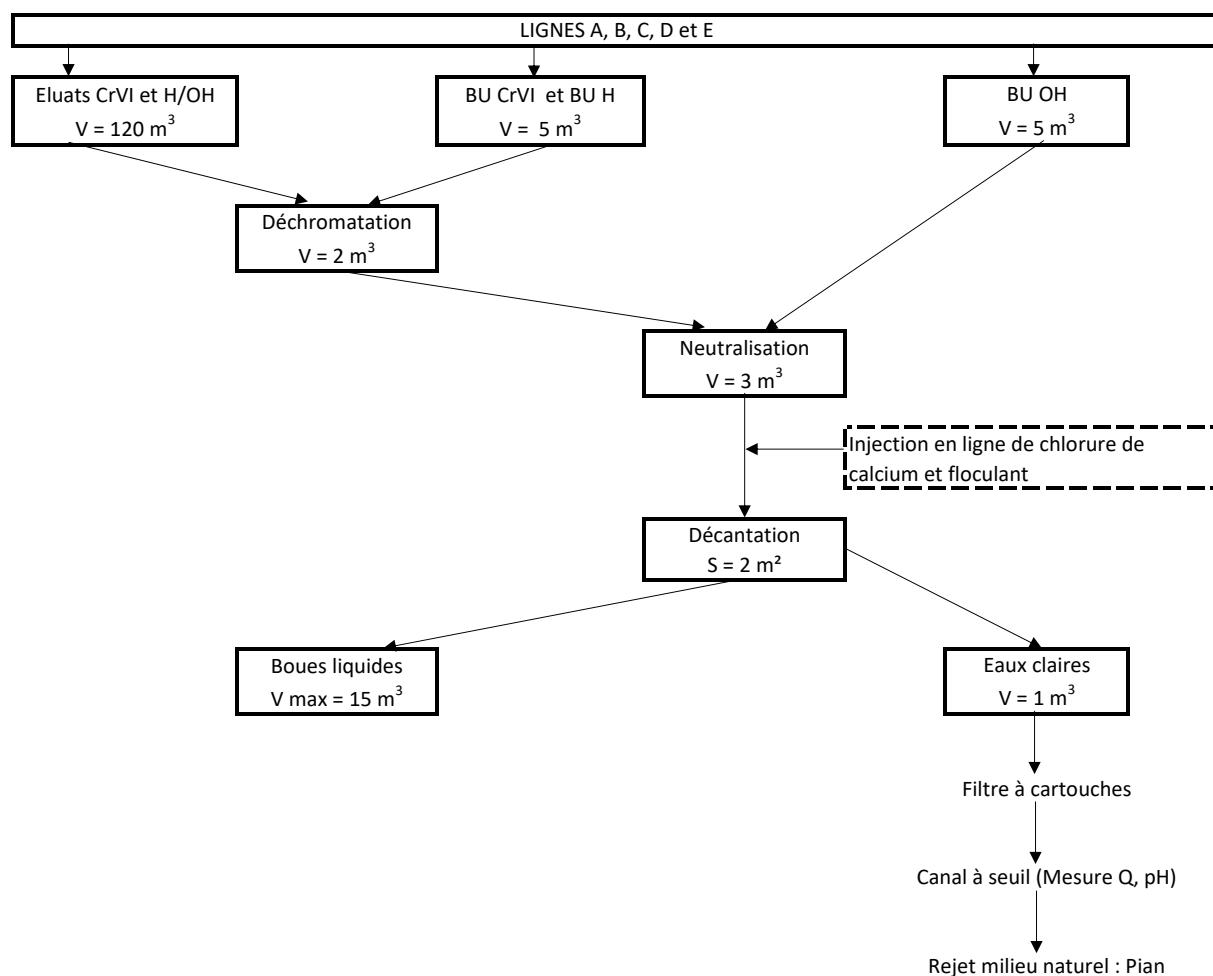 LIGNES A, B, C, D et E
Eluats CrVI et H/OH
V = 120 m³
BU CrVI et BU H
V = 5 m³
BU OH
V = 5 m³
Déchromatation
V = 2 m³
Neutralisation
V = 3 m³
Injection en ligne de chlorure de
calcium et floculant
Décantation
S = 2 m²
Boues liquides
V max = 15 m³
Eaux claires
V = 1 m³
Filtre à cartouches
Canal à seuil (Mesure Q, pH)
Rejet milieu naturel : Pian